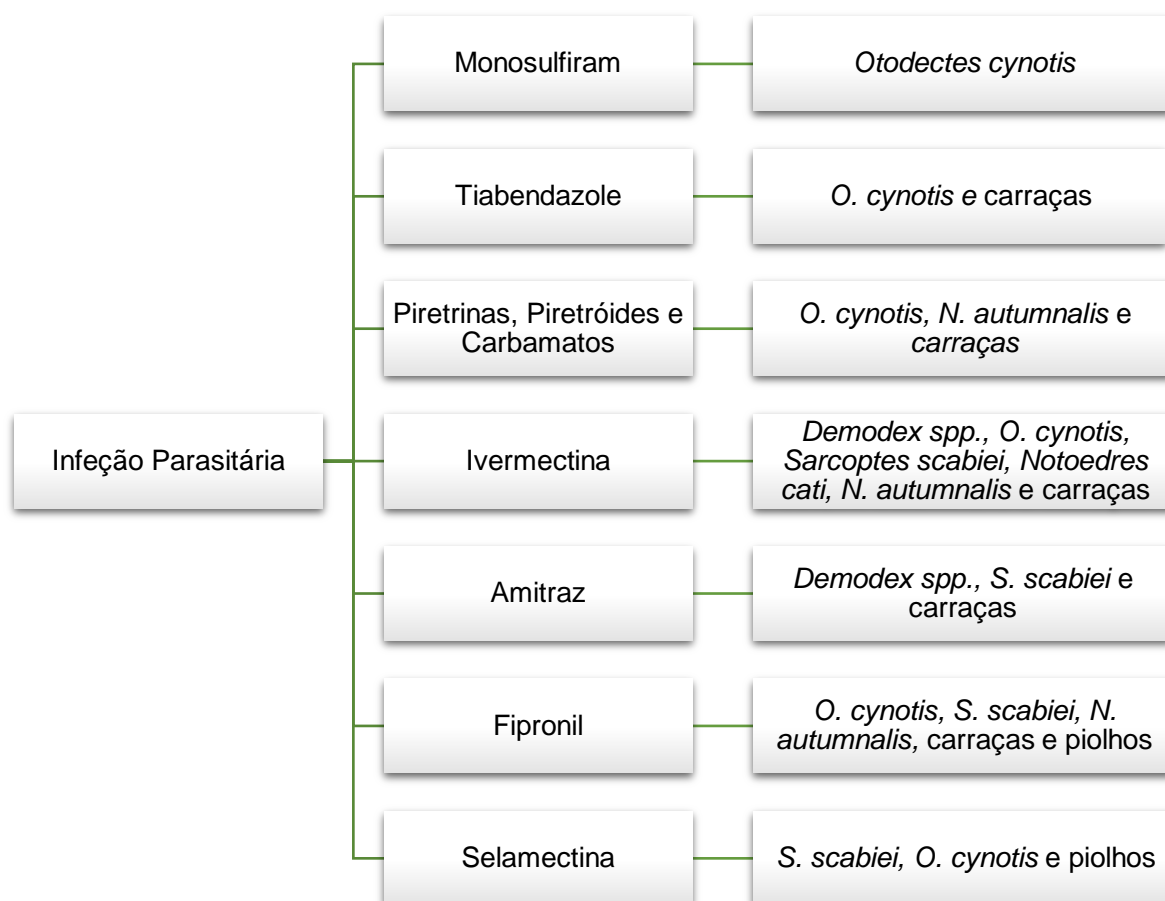 Infeção Parasitária
Monosulfiram
Otodectes cynotis
Tiabendazole
O. cynotis e carraças
Piretrinas, Piretróides e
Carbamatos
O. cynotis, N. autumnalis e
carraças
Ivermectina
Demodex spp., O. cynotis,
Sarcoptes scabiei, Notoedres
cati, N. autumnalis e carraças
Amitraz
Demodex spp., S. scabiei e
carraças
Fipronil
O. cynotis, S. scabiei, N.
autumnalis, carraças e piolhos
Selamectina
S. scabiei, O. cynotis e piolhos